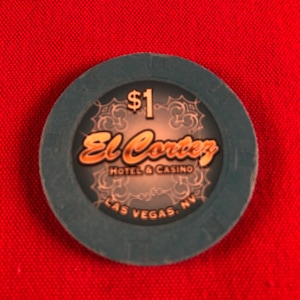 $1
El Cortez
HOTEL & CASINO
LAS VEGAS, NV